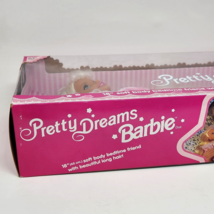 Pretty
Pretty Dreams
Barbie
18" soft body bedtime friend
with beautiful long hair!